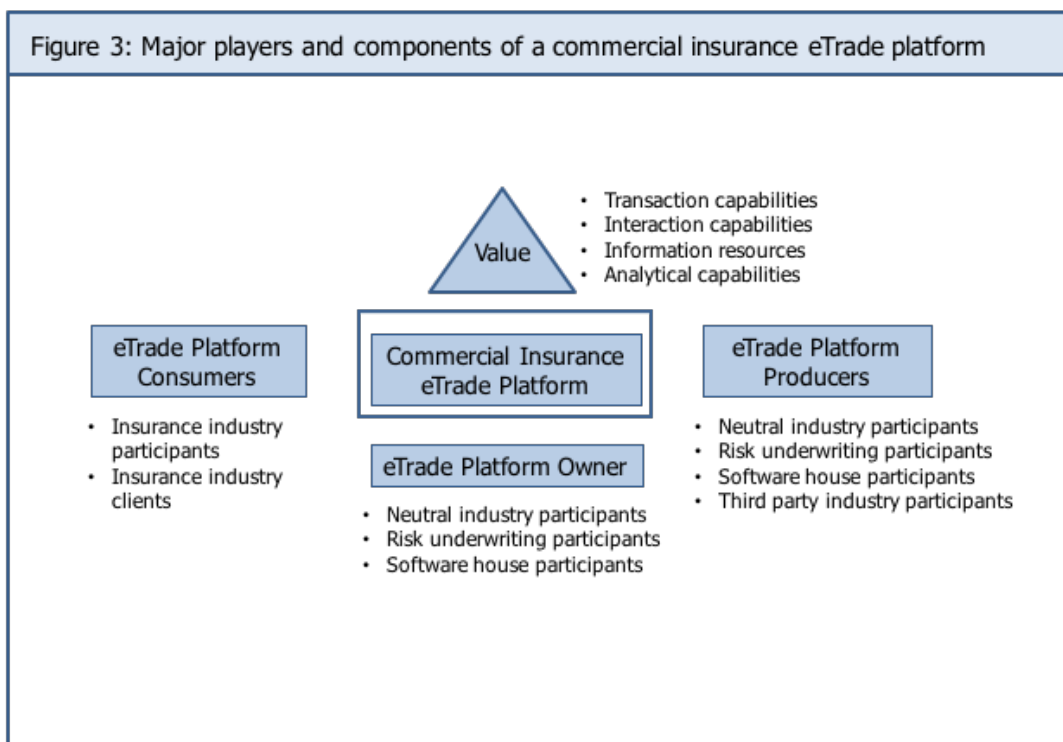 Figure 3: Major players and components of a commercial insurance eTrade platform
Value
• Transaction capabilities
• Interaction capabilities
• Information resources
• Analytical capabilities
eTrade Platform
Consumers
• Insurance industry
participants
• Insurance industry
clients
Commercial Insurance
eTrade Platform
eTrade Platform Owner
• Neutral industry participants
• Risk underwriting participants
• Software house participants
eTrade Platform
Producers
• Neutral industry participants
• Risk underwriting participants
• Software house participants
• Third party industry participants